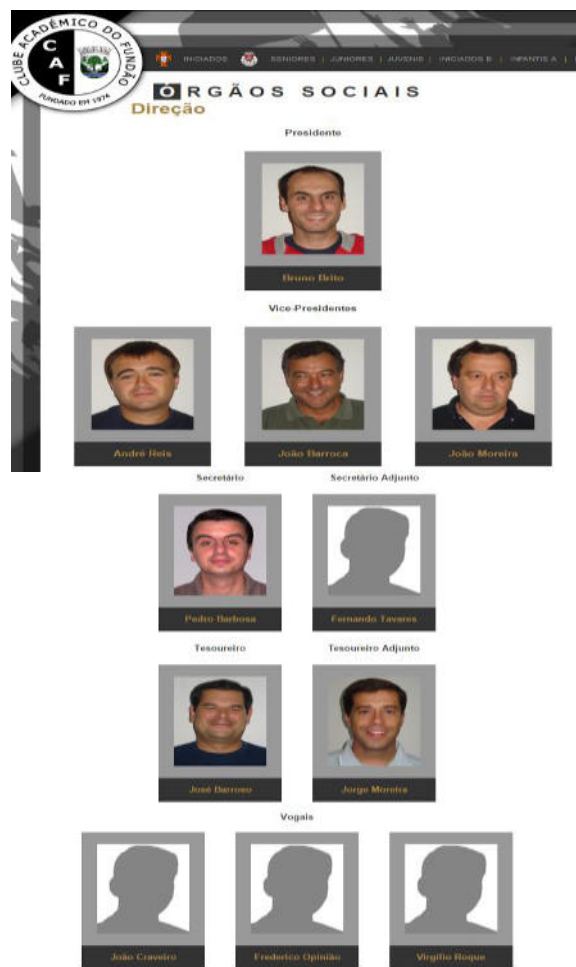 CLUBE ACADÉMICO DO FUNDÃO
C
A
F
FUNDADO EM 1974
INICIADOS SENIORES | JUNIORES | JUVENIS | INICIADOS B | INFANTIS A |
ÓRGÃOS SOCIAIS
Direção
Presidente
Bruno Brito
Vice-Presidentes
André Reis João Barroca João Moreira
Secretário Secretário Adjunto
Pedro Barbosa Fernando Tavares
Tesoureiro Tesoureiro Adjunto
José Barroso Jorge Moreira
Vogais
João Craveiro Frederico Opinião Virgílio Roque